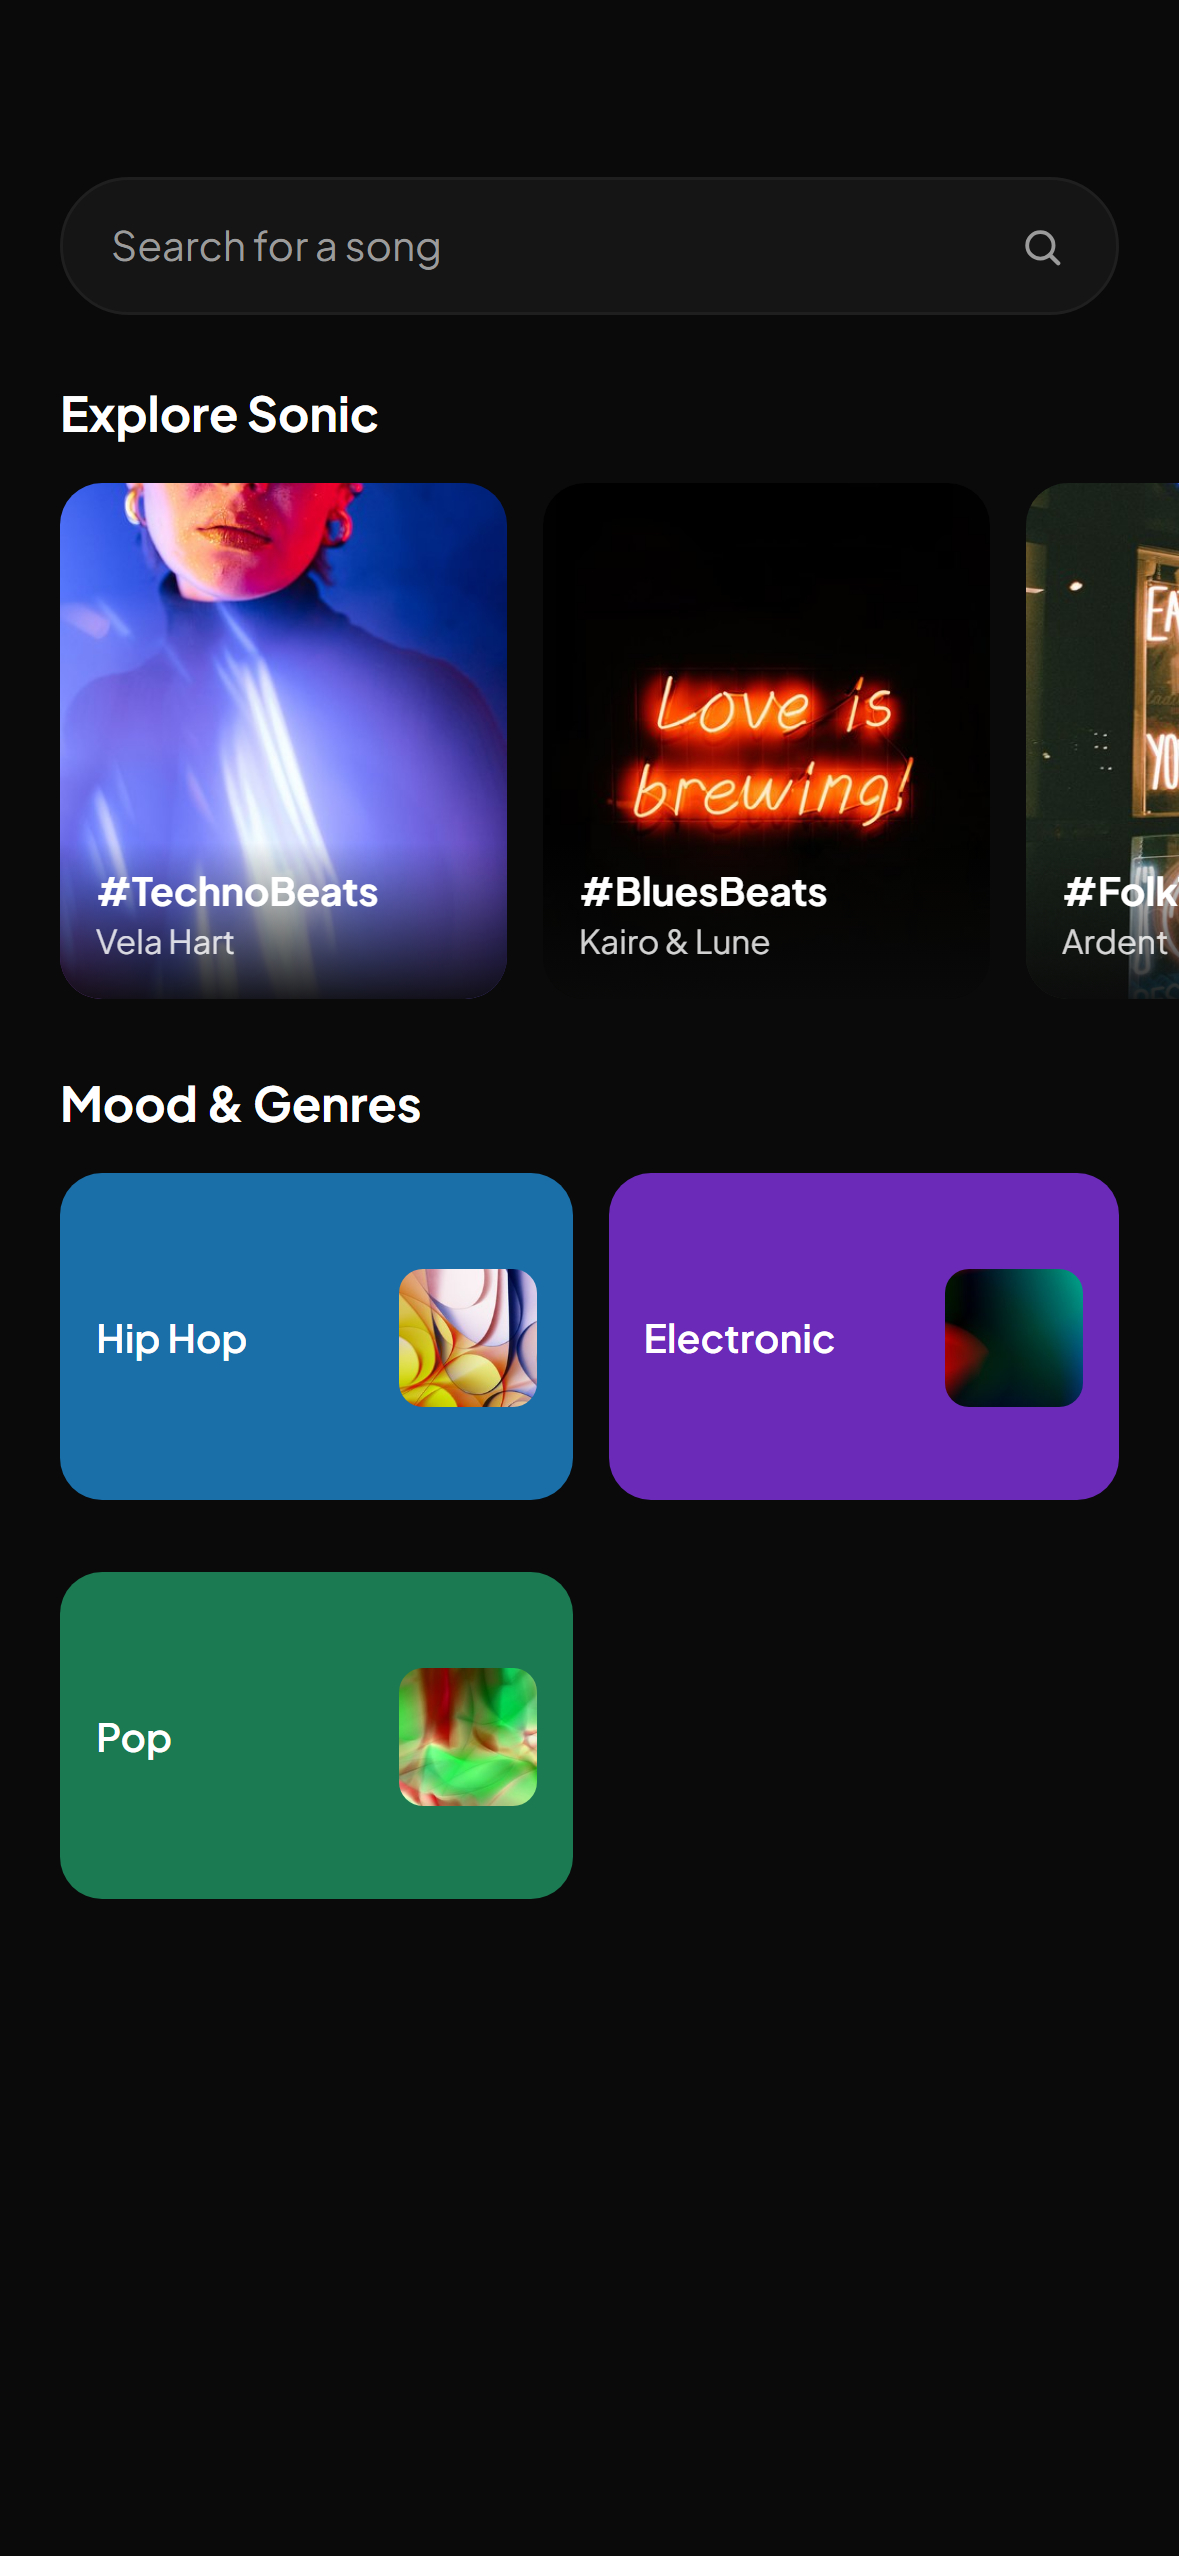 Search for a song
Explore Sonic
Love is
brewing!
#TechnoBeats
Vela Hart
#BluesBeats
Kairo & Lune
#Folk
Ardent
Mood & Genres
Hip Hop
Electronic
Pop